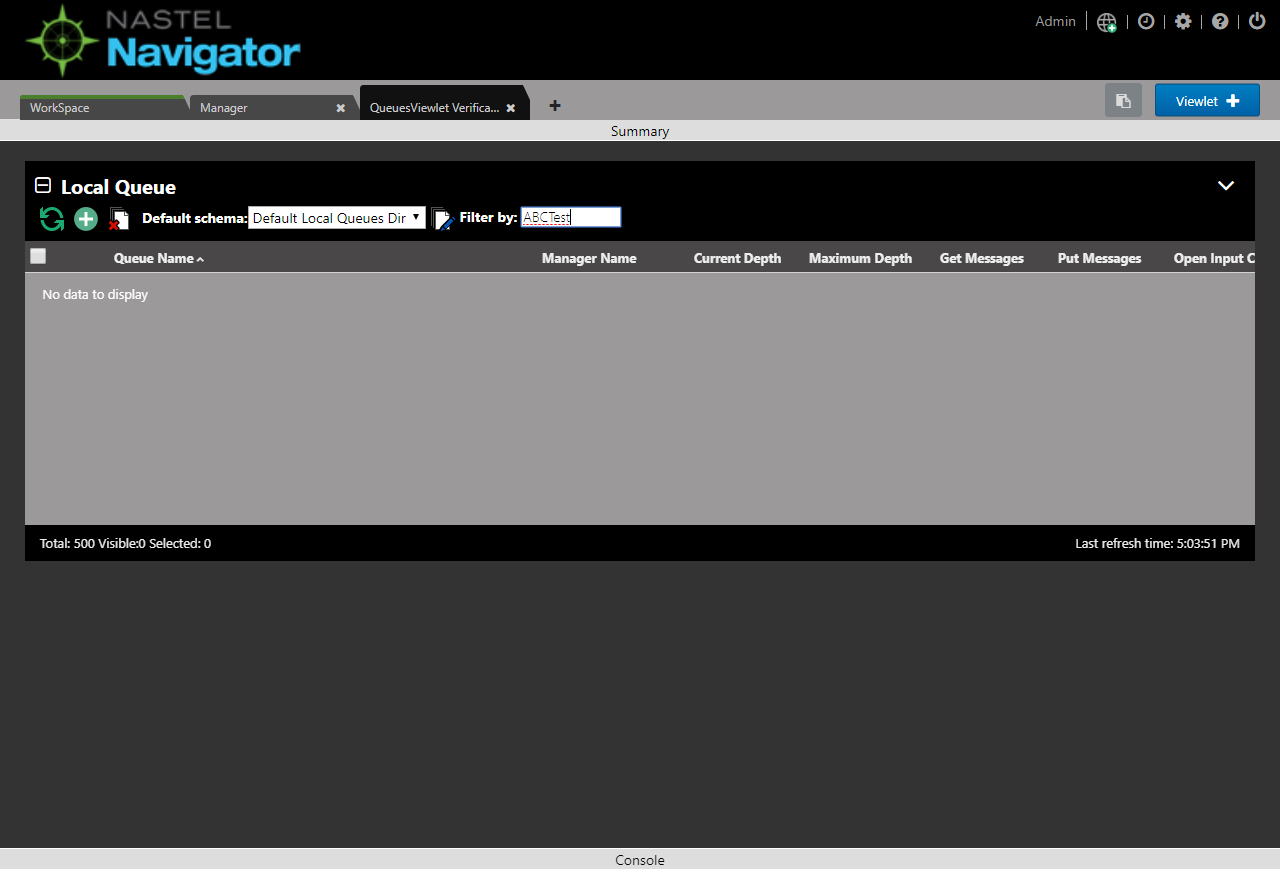 NASTEL
Navigator
Admin
WorkSpace
Manager
QueuesViewlet Verifica...
Viewlet
Summary
Local Queue
Default schema: Default Local Queues Dir Filter by: ABCTest
Queue Name Manager Name Current Depth Maximum Depth Get Messages Put Messages Open Input C
No data to display
Total: 500 Visible:0 Selected: 0
Last refresh time: 5:03:51 PM
Console